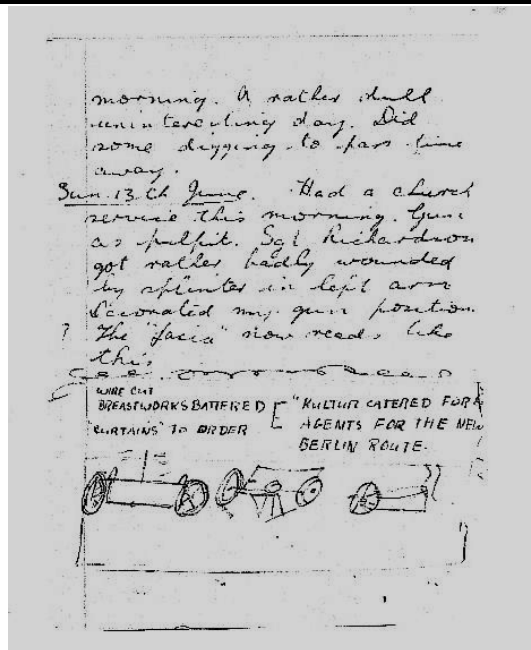 morning. A rather dull
uninteresting day. Did
some digging to pass time
away.
Sun. 13th June. Had a church
service this morning. Gun
as pulpit. Sgt Richardson
got rather badly wounded
by splinter in left arm
Decorated my gun position
? The "facia" now reads like
this
WIRE CUT
BREASTWORKS BATTERED
"CURTAINS" TO ORDER
"KULTUR CATERED FOR
AGENTS FOR THE NEW
BERLIN ROUTE.